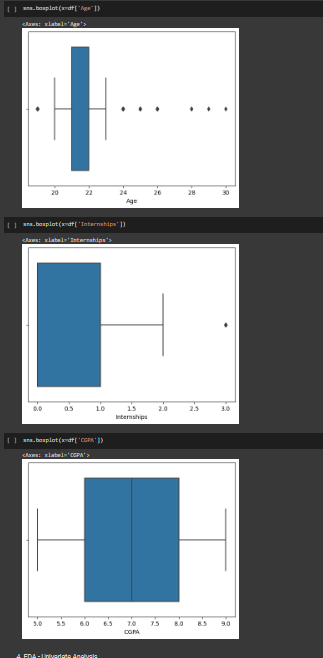 [ ] sns.boxplot(x=df['Age'])
<Axes: xlabel='Age'>
20 22 24 26 28 30
Age
[ ] sns.boxplot(x=df['Internships'])
<Axes: xlabel='Internships'>
0.0 0.5 1.0 1.5 2.0 2.5 3.0
Internships
[ ] sns.boxplot(x=df['CGPA'])
<Axes: xlabel='CGPA'>
5.0 5.5 6.0 6.5 7.0 7.5 8.0 8.5 9.0
CGPA
4. EDA - Univariate Analysis